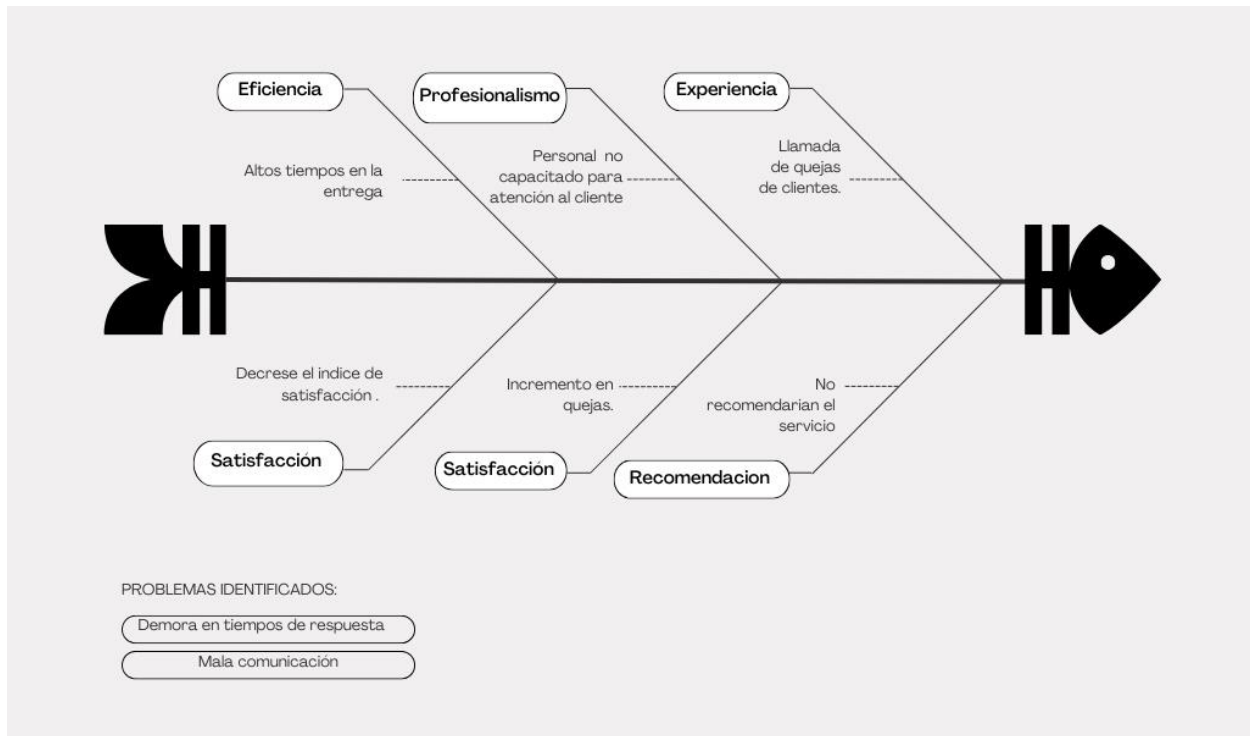 Eficiencia
Profesionalismo
Experiencia
Altos tiempos en la
entrega
Personal no
capacitado para
atención al cliente
Llamada
de quejas
de clientes.
Decrese el indice de
satisfacción .
Incremento en
quejas.
No
recomendarian el
servicio
Satisfacción
Satisfacción
Recomendacion
PROBLEMAS IDENTIFICADOS:
Demora en tiempos de respuesta
Mala comunicación